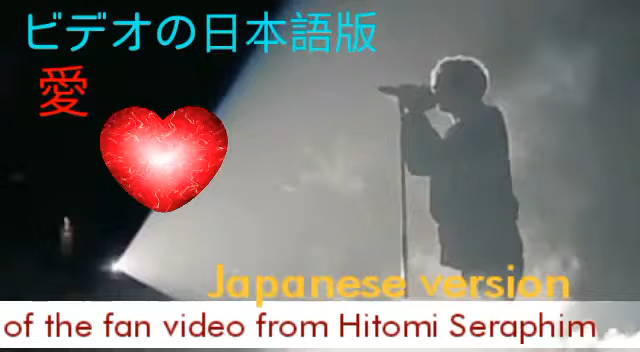 ビデオの日本語版
愛
Japanese version
of the fan video from Hitomi Seraphim